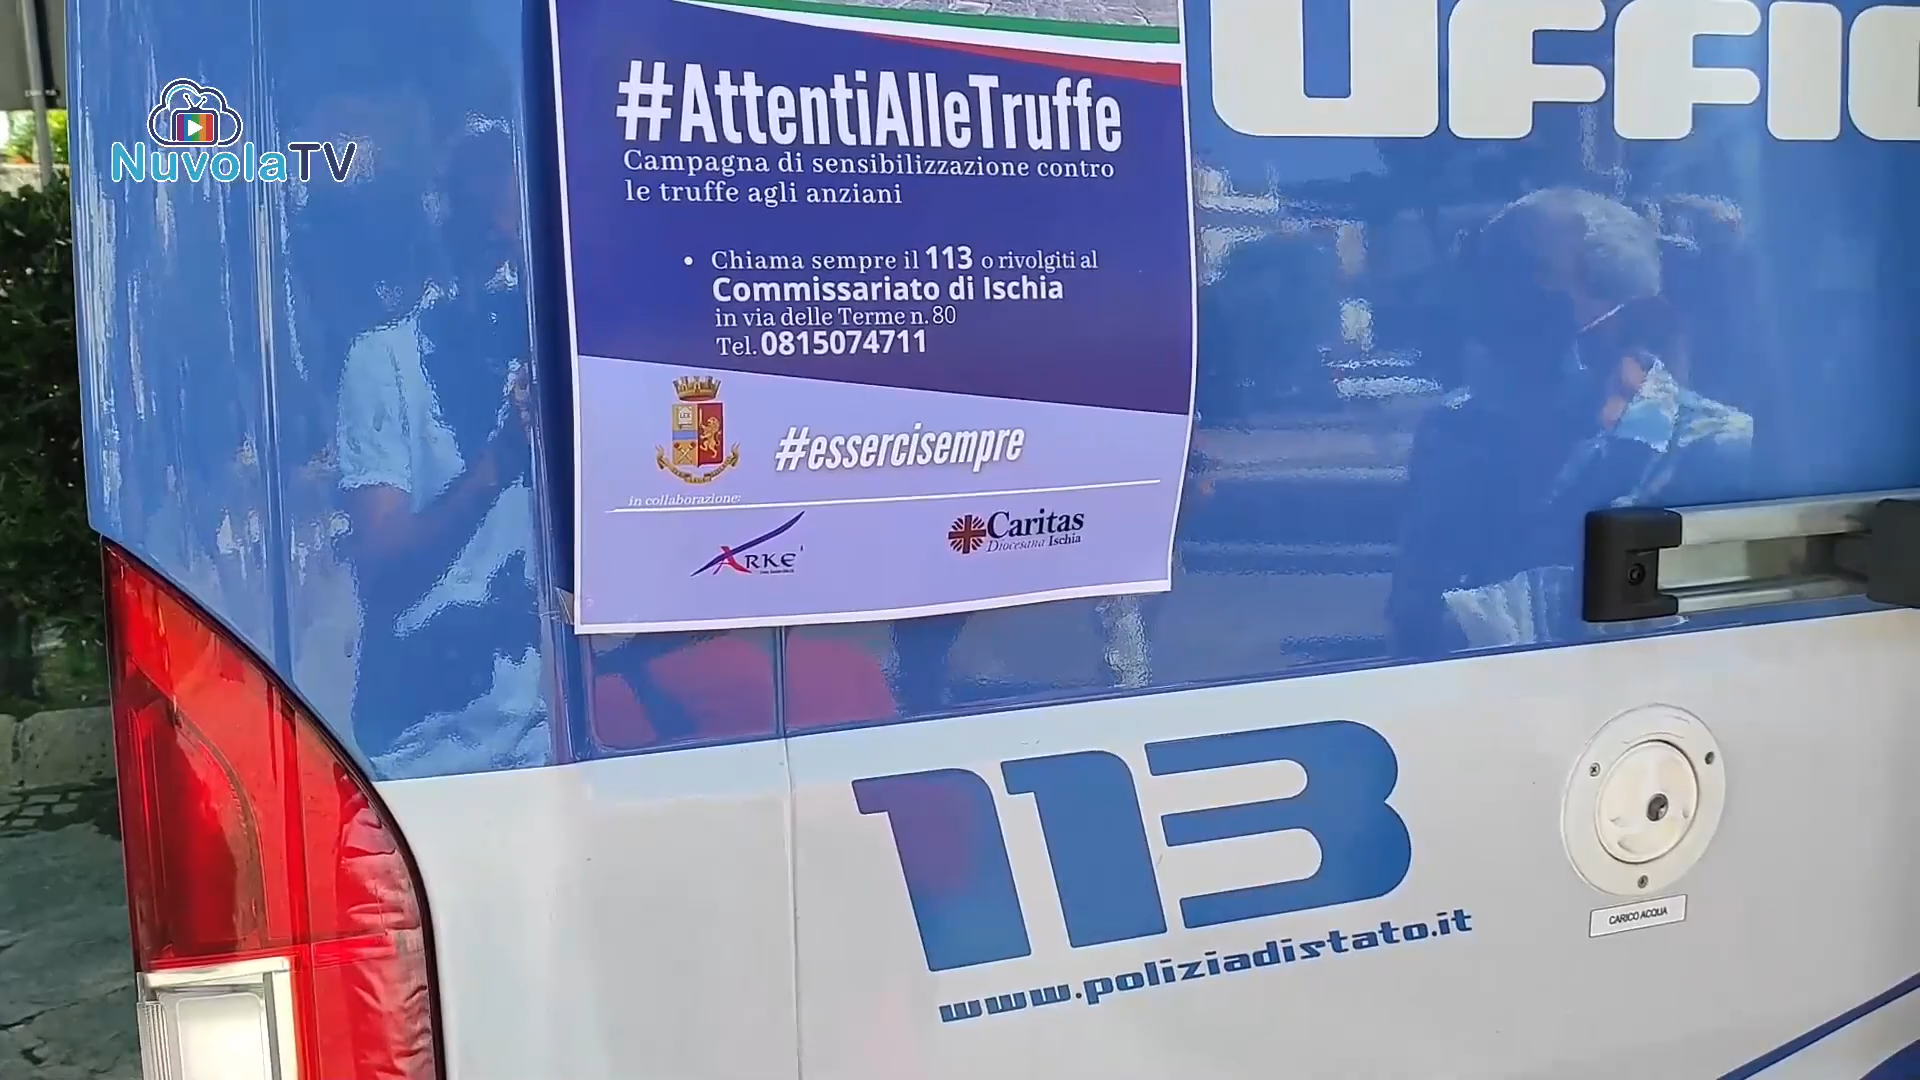 NuvolaTV
#AttentiAlleTruffe
Campagna di sensibilizzazione contro
le truffe agli anziani
• Chiama sempre il 113 o rivolgiti al
Commissariato di Ischia
in via delle Terme n. 80
Tel. 0815074711
#essercisempre
in collaborazione:
ARKE'
Caritas
Diocesana Ischia
UFFIC
113
www.poliziadistato.it
CARICO ACQUA